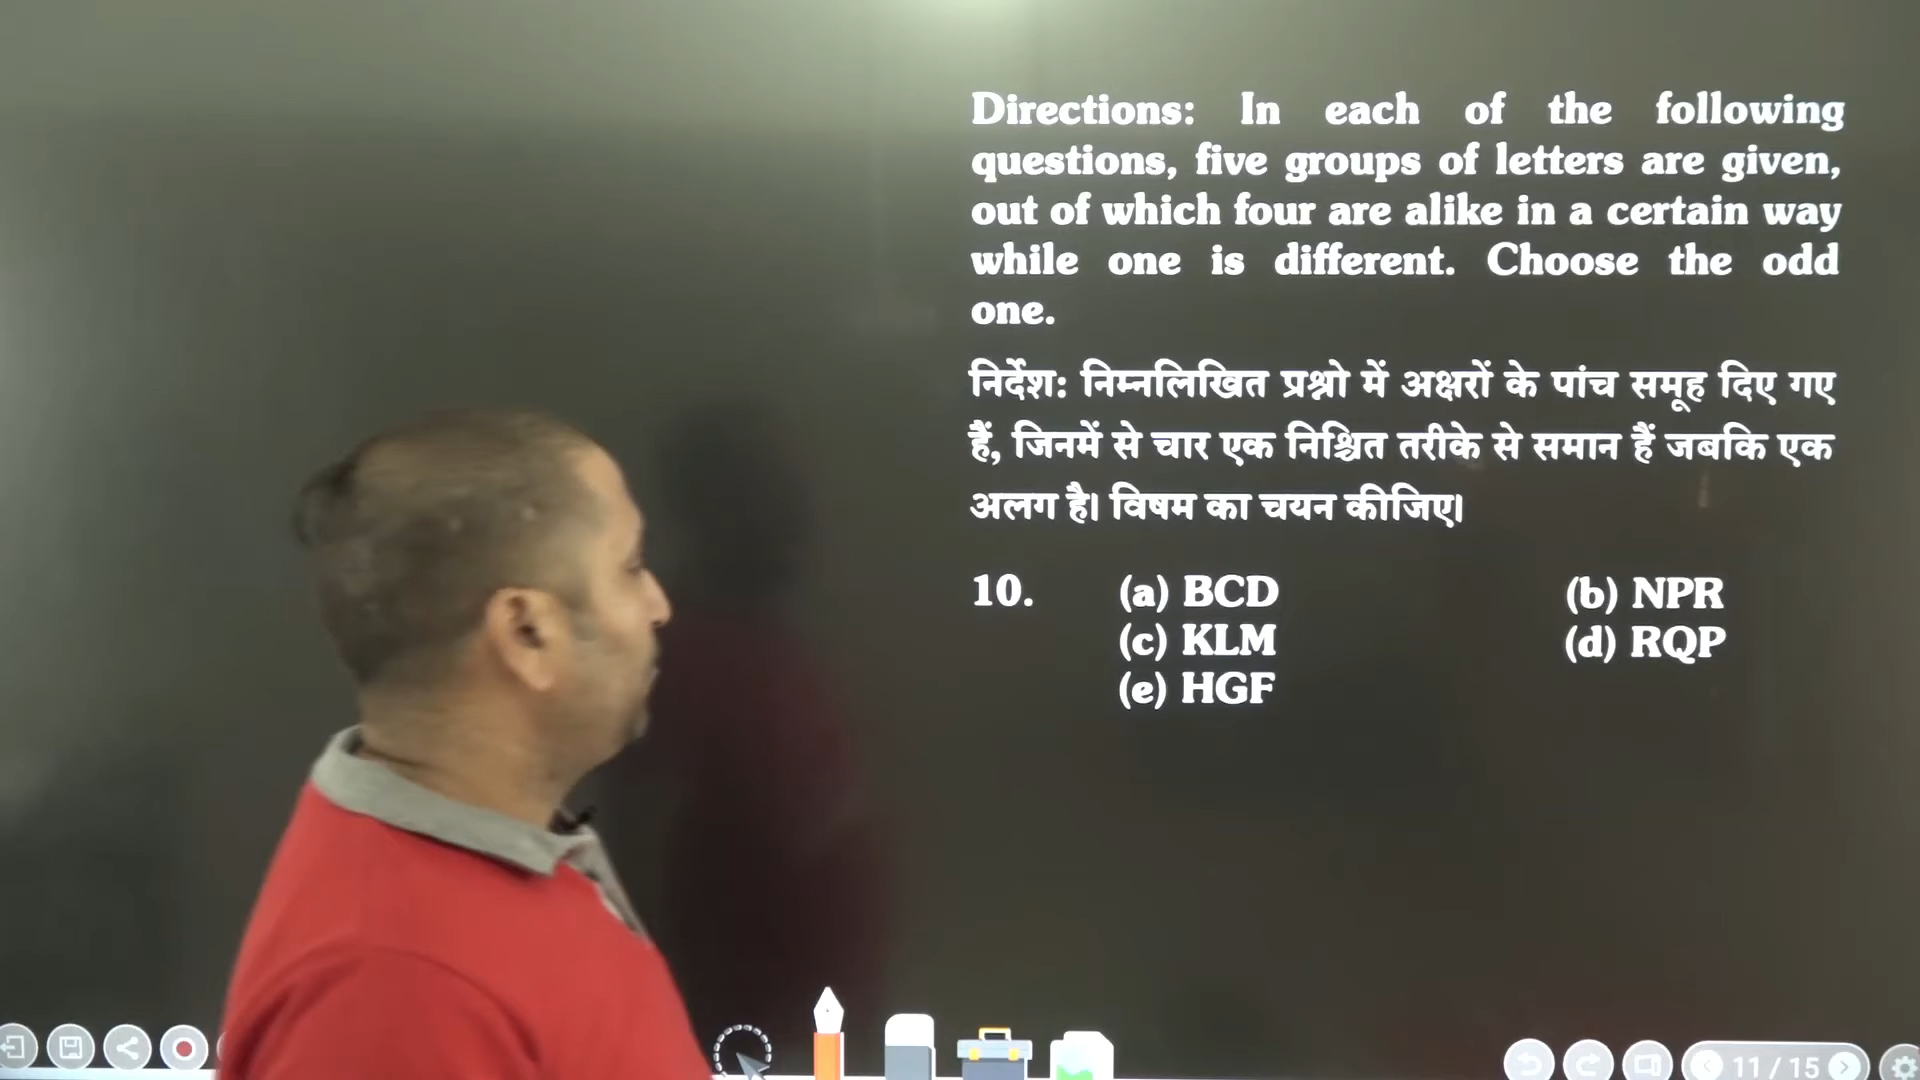 Directions: In each of the following
questions, five groups of letters are given,
out of which four are alike in a certain way
while one is different. Choose the odd
one.
निर्देश: निम्नलिखित प्रश्नो में अक्षरों के पांच समूह दिए गए
हैं, जिनमें से चार एक निश्चित तरीके से समान हैं जबकि एक
अलग है। विषम का चयन कीजिए।
10. (a) BCD (b) NPR
(c) KLM (d) RQP
(e) HGF
11 / 15